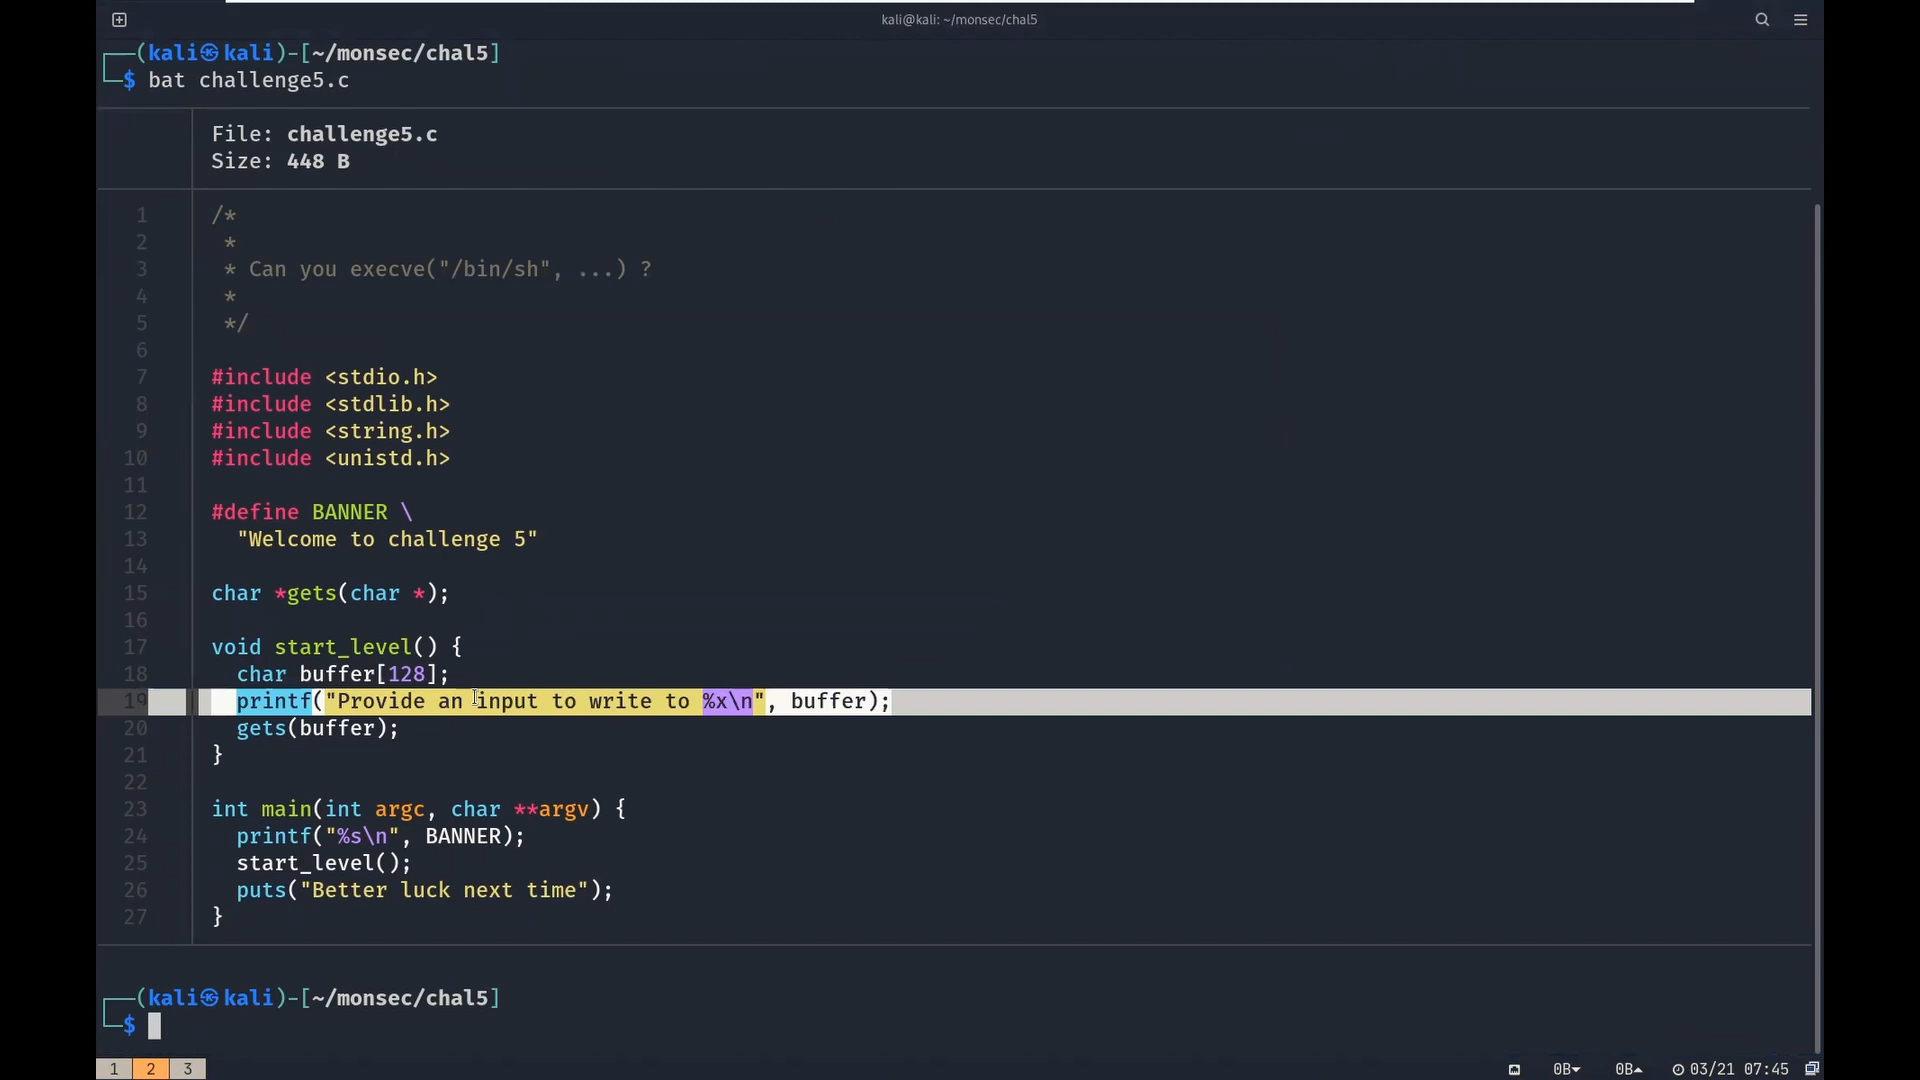 kali@kali: ~/monsec/chal5
┌──(kali㉿kali)-[~/monsec/chal5]
└─$ bat challenge5.c
File: challenge5.c
Size: 448 B
1 /*
2  *
3  * Can you execve("/bin/sh", ...) ?
4  *
5  */
6
7 #include <stdio.h>
8 #include <stdlib.h>
9 #include <string.h>
10 #include <unistd.h>
11
12 #define BANNER \
13   "Welcome to challenge 5"
14
15 char *gets(char *);
16
17 void start_level() {
18   char buffer[128];
19   printf("Provide an input to write to %x\n", buffer);
20   gets(buffer);
21 }
22
23 int main(int argc, char **argv) {
24   printf("%s\n", BANNER);
25   start_level();
26   puts("Better luck next time");
27 }
┌──(kali㉿kali)-[~/monsec/chal5]
└─$
1 2 3 0B▾ 0B▴ 03/21 07:45